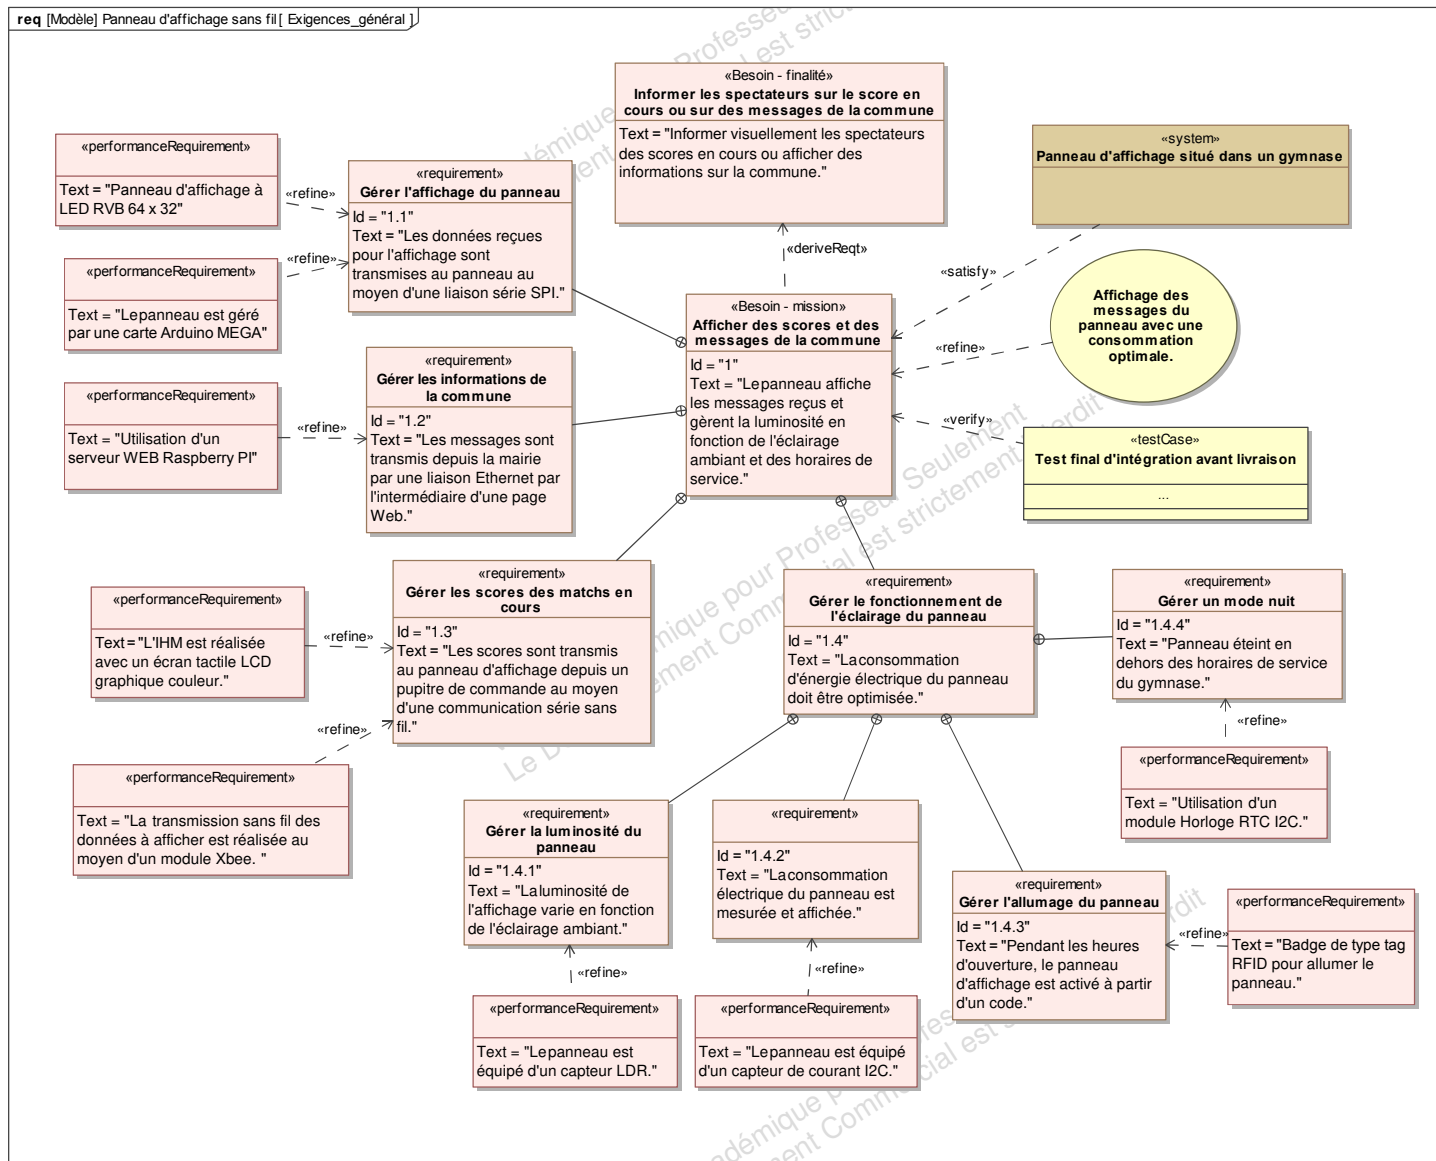 req [Modèle] Panneau d'affichage sans fil [ Exigences_général ]
«Besoin - finalité»
Informer les spectateurs sur le score en
cours ou sur des messages de la commune
Text = "Informer visuellement les spectateurs
des scores en cours ou afficher des
informations sur la commune."
«system»
Panneau d'affichage situé dans un gymnase
«performanceRequirement»
Text = "Panneau d'affichage à
LED RVB 64 x 32"
«refine»
«requirement»
Gérer l'affichage du panneau
Id = "1.1"
Text = "Les données reçues
pour l'affichage sont
transmises au panneau au
moyen d'une liaison série SPI."
«performanceRequirement»
Text = "Le panneau est géré
par une carte Arduino MEGA"
«refine»
«deriveReqt»
«satisfy»
«Besoin - mission»
Afficher des scores et des
messages de la commune
Id = "1"
Text = "Le panneau affiche
les messages reçus et
gèrent la luminosité en
fonction de l'éclairage
ambiant et des horaires de
service."
Affichage des
messages du
panneau avec une
consommation
optimale.
«refine»
«requirement»
Gérer les informations de
la commune
Id = "1.2"
Text = "Les messages sont
transmis depuis la mairie
par une liaison Ethernet par
l'intermédiaire d'une page
Web."
«performanceRequirement»
Text = "Utilisation d'un
serveur WEB Raspberry PI"
«refine»
«verify»
«testCase»
Test final d'intégration avant livraison
...
«requirement»
Gérer les scores des matchs en
cours
Id = "1.3"
Text = "Les scores sont transmis
au panneau d'affichage depuis un
pupitre de commande au moyen
d'une communication série sans
fil."
«performanceRequirement»
Text = "L'IHM est réalisée
avec un écran tactile LCD
graphique couleur."
«refine»
«performanceRequirement»
Text = "La transmission sans fil des
données à afficher est réalisée au
moyen d'un module Xbee. "
«refine»
«requirement»
Gérer le fonctionnement de
l'éclairage du panneau
Id = "1.4"
Text = "La consommation
d'énergie électrique du panneau
doit être optimisée."
«requirement»
Gérer un mode nuit
Id = "1.4.4"
Text = "Panneau éteint en
dehors des horaires de service
du gymnase."
«refine»
«performanceRequirement»
Text = "Utilisation d'un
module Horloge RTC I2C."
«requirement»
Gérer la luminosité du
panneau
Id = "1.4.1"
Text = "La luminosité de
l'affichage varie en fonction
de l'éclairage ambiant."
«refine»
«performanceRequirement»
Text = "Le panneau est
équipé d'un capteur LDR."
«requirement»
Id = "1.4.2"
Text = "La consommation
électrique du panneau est
mesurée et affichée."
«refine»
«performanceRequirement»
Text = "Le panneau est équipé
d'un capteur de courant I2C."
«requirement»
Gérer l'allumage du panneau
Id = "1.4.3"
Text = "Pendant les heures
d'ouverture, le panneau
d'affichage est activé à partir
d'un code."
«refine»
«performanceRequirement»
Text = "Badge de type tag
RFID pour allumer le
panneau."